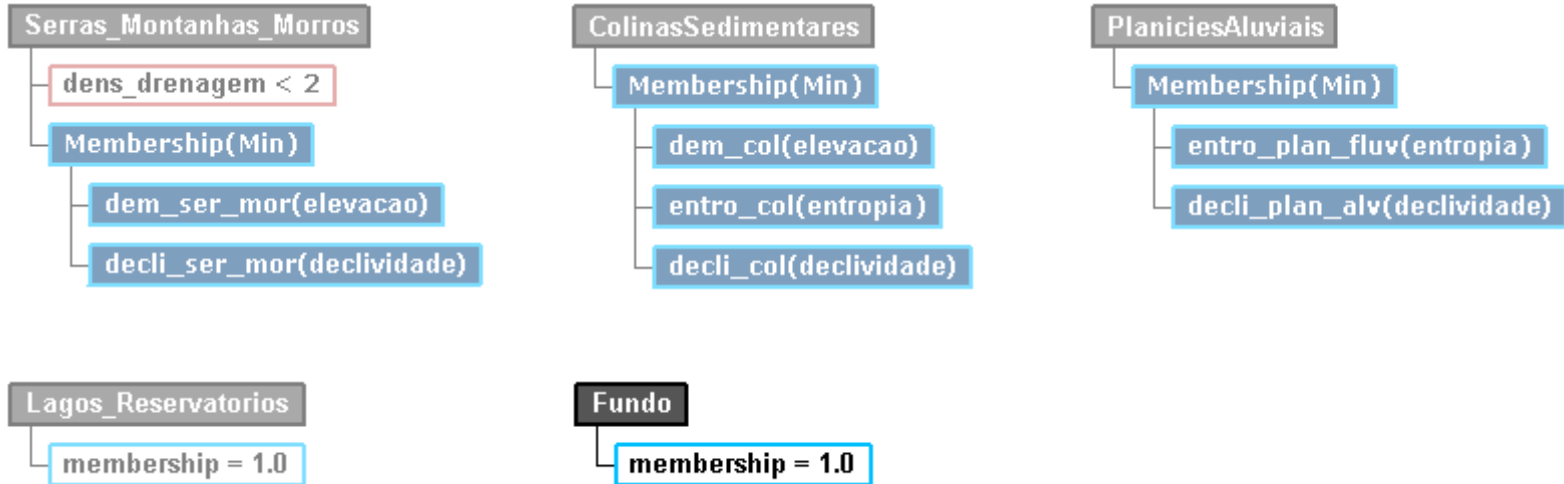 Serras_Montanhas_Morros
dens_drenagem < 2
Membership(Min)
dem_ser_mor(elevacao)
decli_ser_mor(declividade)
ColinasSedimentares
Membership(Min)
dem_col(elevacao)
entro_col(entropia)
decli_col(declividade)
PlaniciesAluviais
Membership(Min)
entro_plan_fluv(entropia)
decli_plan_alv(declividade)
Lagos_Reservatorios
membership = 1.0
Fundo
membership = 1.0